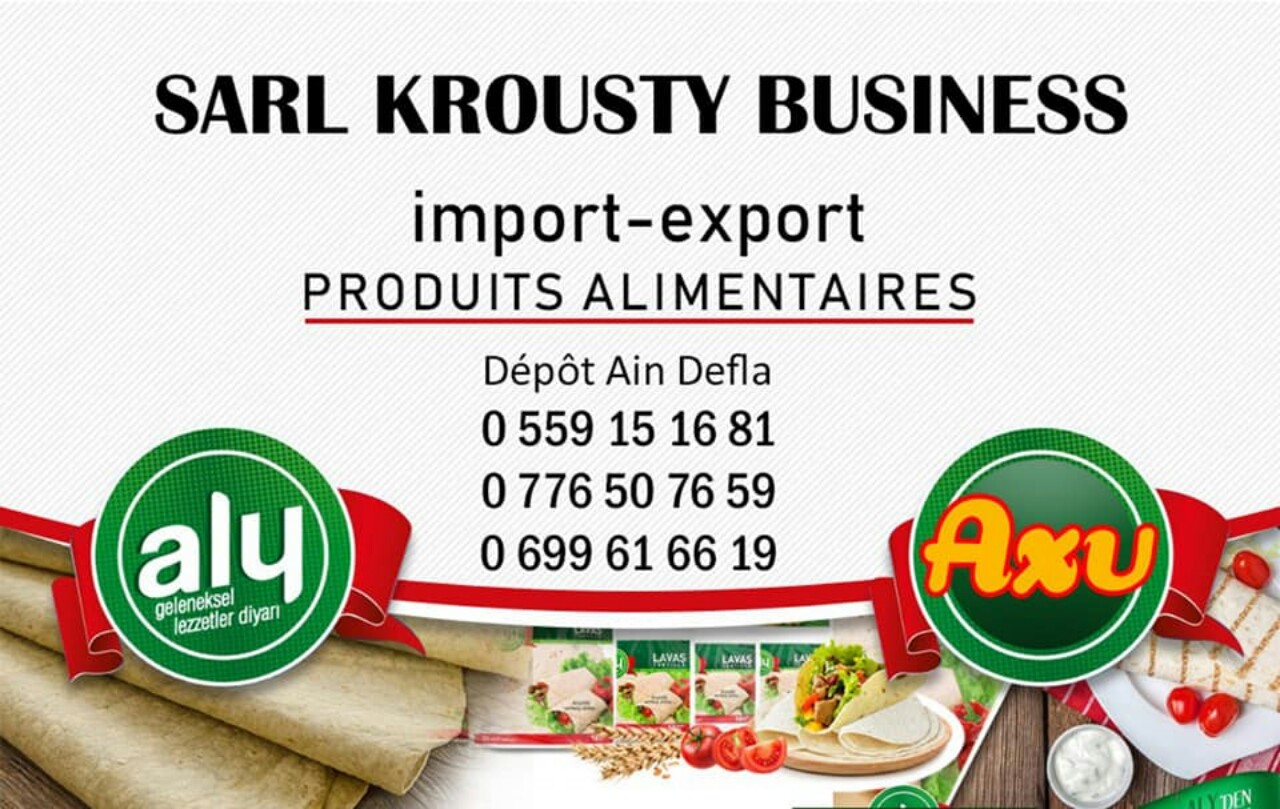 SARL KROUSTY BUSINESS
import-export
PRODUITS ALIMENTAIRES
Dépôt Ain Defla
0 559 15 16 81
0 776 50 76 59
0 699 61 66 19
aly
geleneksel
lezzetler diyarı
Axu
LAVAŞ
LAVAŞ